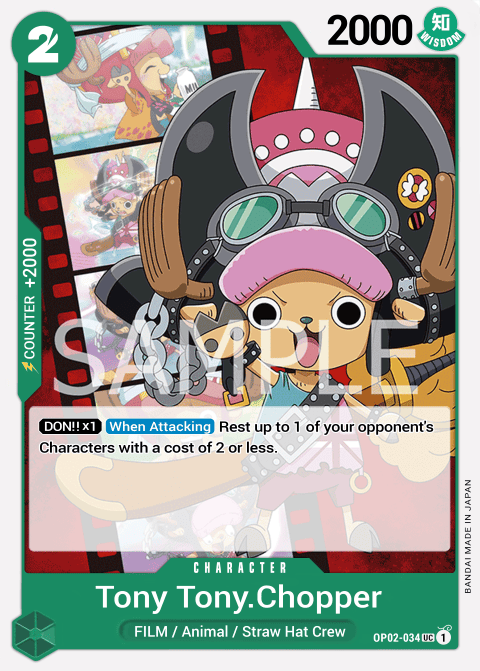 2
2000
知
WISDOM
COUNTER +2000
MIL
SAMPLE
DON!!×1 When Attacking Rest up to 1 of your opponent's
Characters with a cost of 2 or less.
BANDAI MADE IN JAPAN
CHARACTER
Tony Tony.Chopper
FILM / Animal / Straw Hat Crew
OP02-034 UC 1